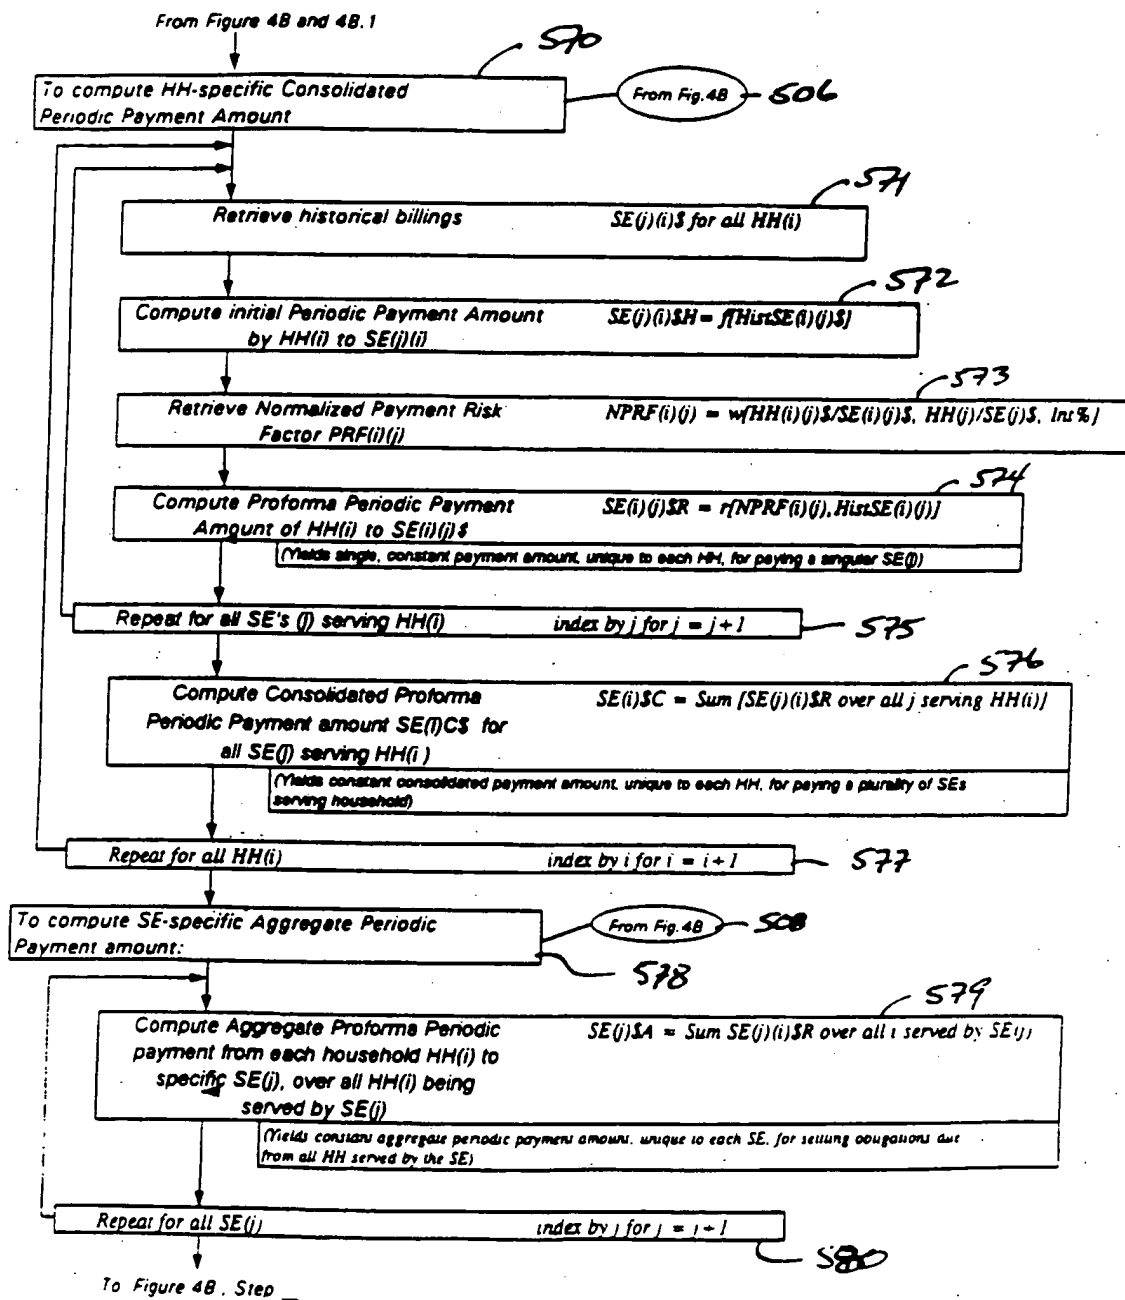 From Figure 4B and 4B.1
570
To compute HH-specific Consolidated
Periodic Payment Amount
From Fig.4B
506
571
Retrieve historical billings SE(j)(i)$ for all HH(i)
572
Compute initial Periodic Payment Amount SE(j)(i)$H = f[HistSE(i)(j)$]
by HH(i) to SE(j)(i)
573
Retrieve Normalized Payment Risk NPRF(i)(j) = w[HH(i)(j)$/SE(i)(j)$, HH(j)/SE(j)$, Int%]
Factor PRF(i)(j)
574
Compute Proforma Periodic Payment SE(i)(j)$R = r[NPRF(i)(j), HistSE(i)(j)]
Amount of HH(i) to SE(i)(j)$
(Yields single, constant payment amount, unique to each HH, for paying a singular SE(j))
Repeat for all SE's (j) serving HH(i) index by j for j = j+1
575
576
Compute Consolidated Proforma SE(i)$C = Sum [SE(j)(i)$R over all j serving HH(i)]
Periodic Payment amount SE(i)C$ for
all SE(j) serving HH(i )
(Yields constant consolidated payment amount, unique to each HH, for paying a plurality of SEs
serving household)
Repeat for all HH(i) index by i for i = i+1
577
To compute SE-specific Aggregate Periodic
Payment amount:
From Fig.4B
508
578
579
Compute Aggregate Proforma Periodic SE(j)$A = Sum SE(j)(i)$R over all i served by SE(j)
payment from each household HH(i) to
specific SE(j), over all HH(i) being
served by SE(j)
(Yields constant aggregate periodic payment amount, unique to each SE, for settling obligations due
from all HH served by the SE)
Repeat for all SE(j) index by j for j = j+1
580
To Figure 4B, Step